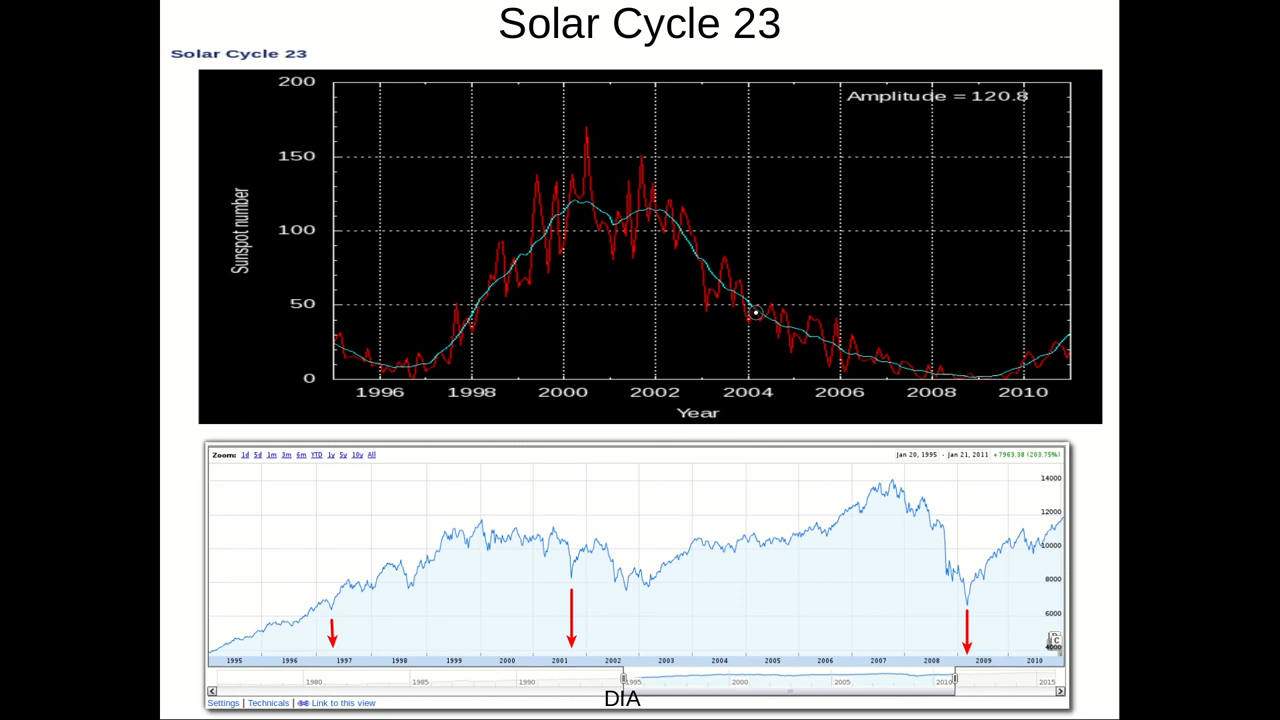 Solar Cycle 23
Solar Cycle 23
200
Amplitude = 120.8
150
100
50
0
Sunspot number
1996 1998 2000 2002 2004 2006 2008 2010
Year
Zoom: 1d 5d 1m 3m 6m YTD 1y 5y 10y All
Jan 20, 1995 - Jan 21, 2011 +7963.38 (203.75%)
14000
12000
10000
8000
6000
C
4000
1995 1996 1997 1998 1999 2000 2001 2002 2003 2004 2005 2006 2007 2008 2009 2010
1980 1985 1990 1995 2000 2005 2010 2015
Settings | Technicals | Link to this view
DIA